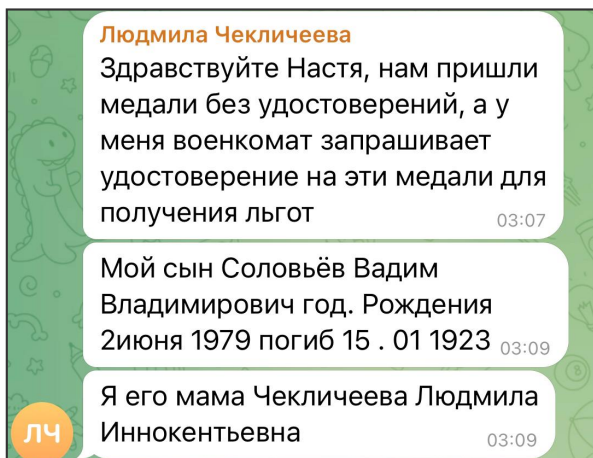 Людмила Чекличеева
Здравствуйте Настя, нам пришли
медали без удостоверений, а у
меня военкомат запрашивает
удостоверение на эти медали для
получения льгот
03:07
Мой сын Соловьёв Вадим
Владимирович год. Рождения
2июня 1979 погиб 15 . 01 1923
03:09
Я его мама Чекличеева Людмила
Иннокентьевна
03:09
ЛЧ